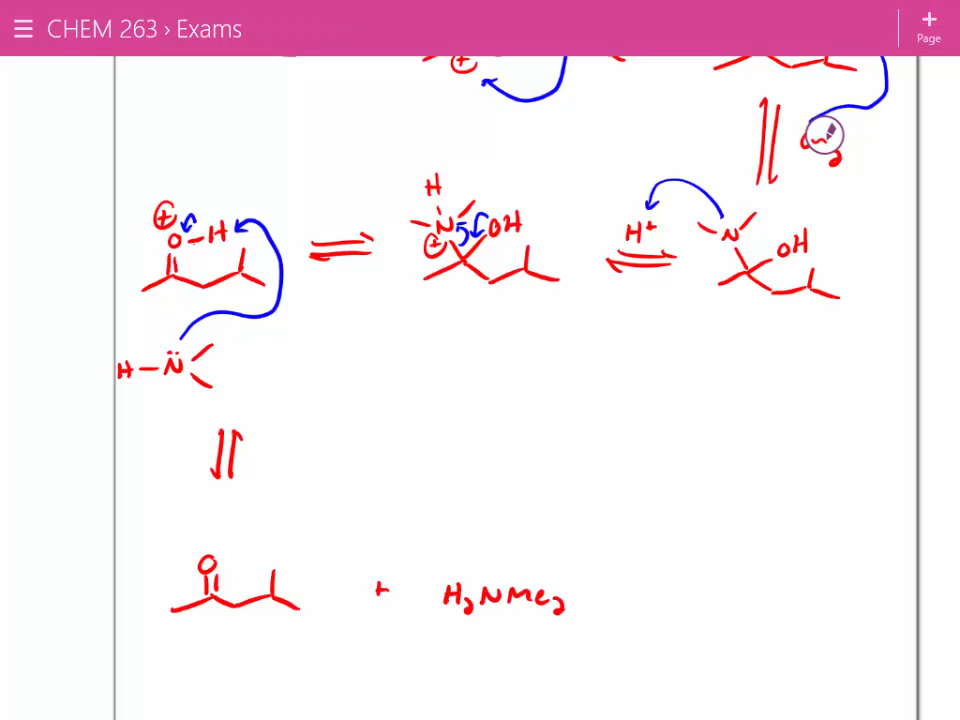 CHEM 263 › Exams
+
Page
+
H
+
O-H
N
+
OH
H+
N
OH
H-N
O
+ H2NMe2